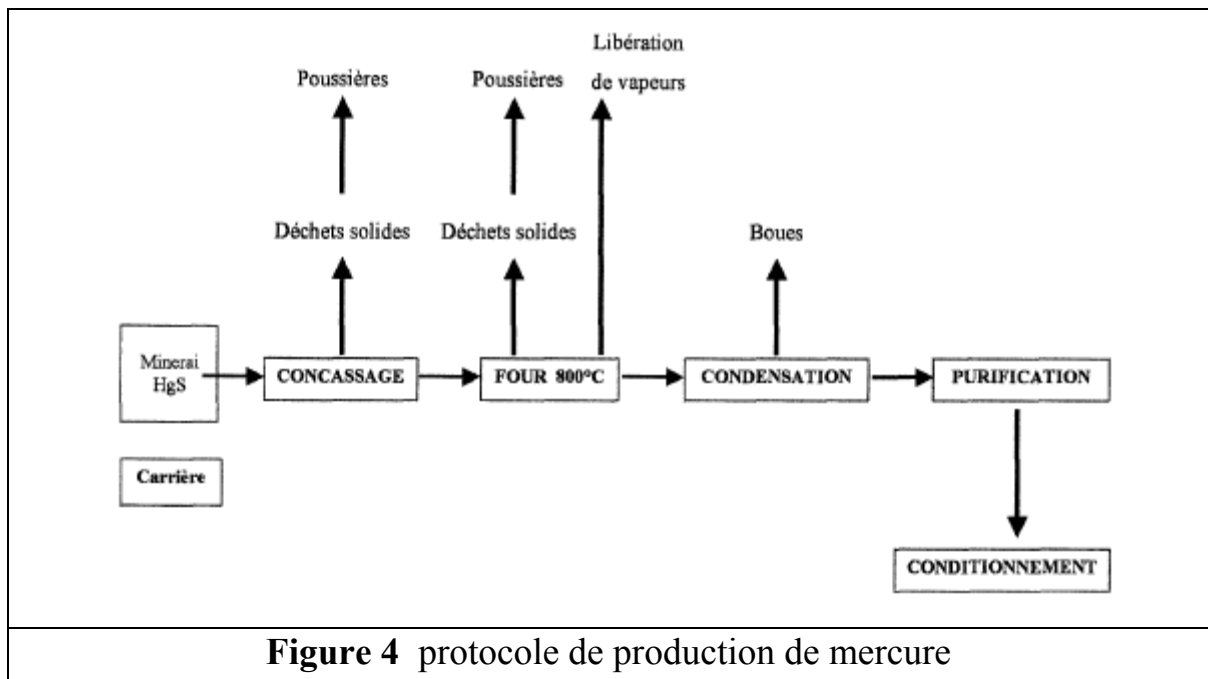 Libération
de vapeurs
Poussières
Poussières
Déchets solides
Déchets solides
Boues
Minerai
HgS
CONCASSAGE
FOUR 800°C
CONDENSATION
PURIFICATION
Carrière
CONDITIONNEMENT
Figure 4 protocole de production de mercure